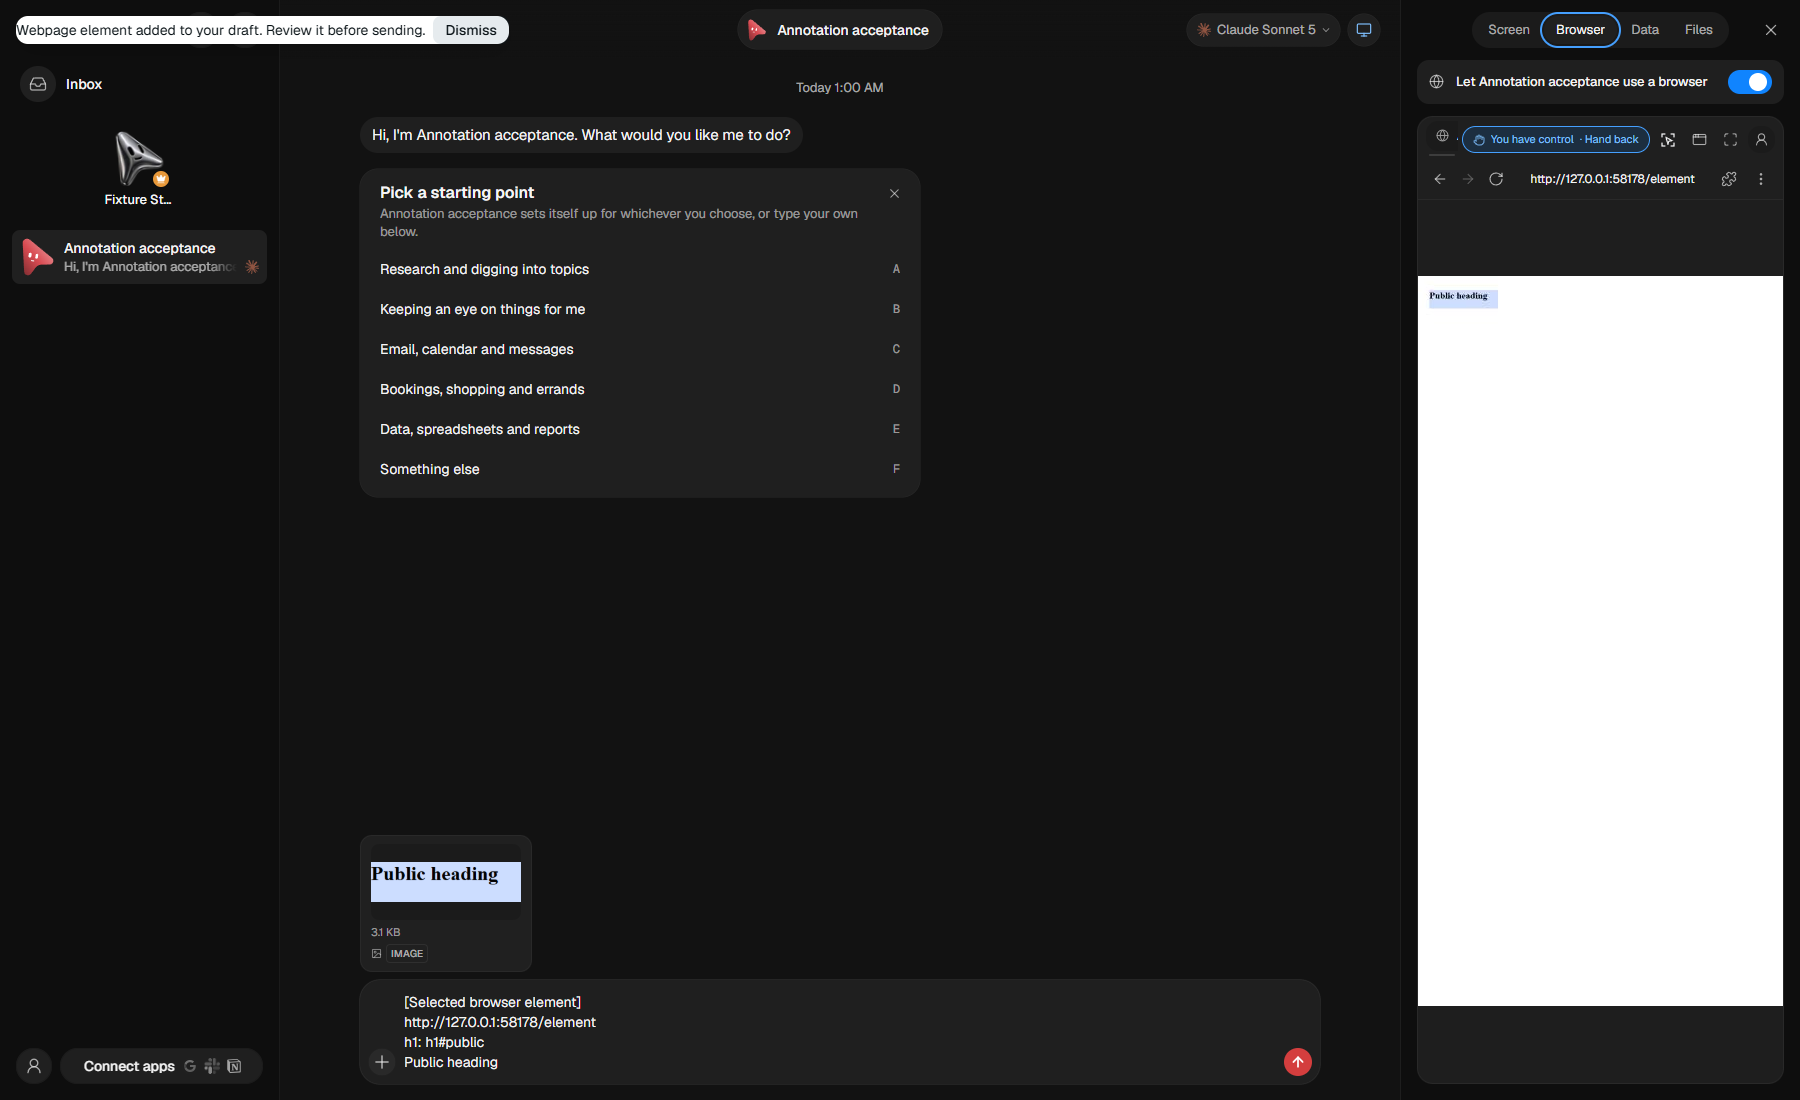 Webpage element added to your draft. Review it before sending.
Dismiss
Inbox
Fixture St...
Annotation acceptance
Hi, I'm Annotation acceptanc
Connect apps
Annotation acceptance
Claude Sonnet 5
Today 1:00 AM
Hi, I'm Annotation acceptance. What would you like me to do?
Pick a starting point
Annotation acceptance sets itself up for whichever you choose, or type your own
below.
Research and digging into topics A
Keeping an eye on things for me B
Email, calendar and messages C
Bookings, shopping and errands D
Data, spreadsheets and reports E
Something else F
Public heading
3.1 KB
IMAGE
[Selected browser element]
http://127.0.0.1:58178/element
h1: h1#public
Public heading
Screen
Browser
Data
Files
Let Annotation acceptance use a browser
You have control · Hand back
http://127.0.0.1:58178/element
Public heading